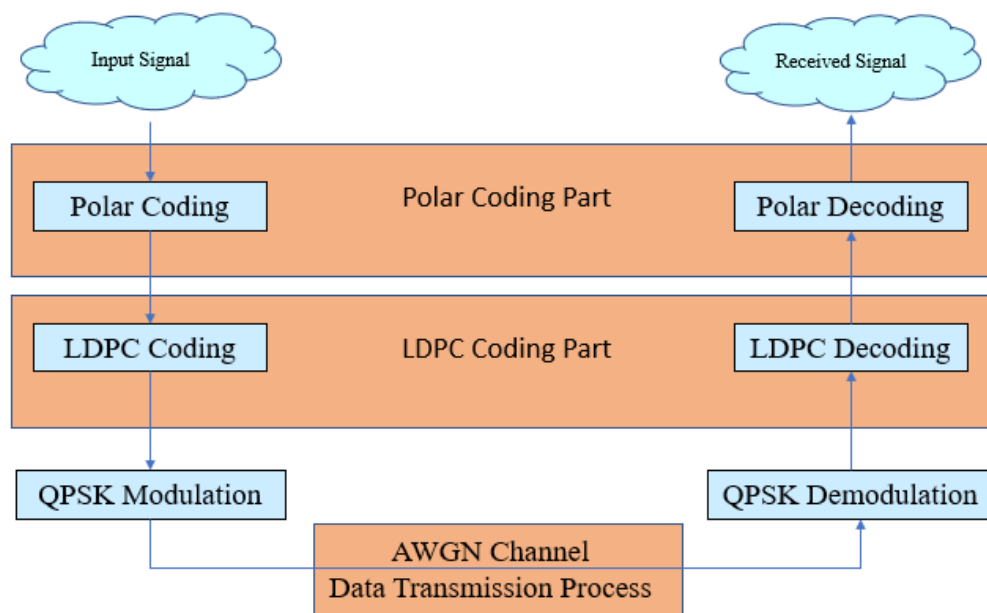 Input Signal
Received Signal
Polar Coding
Polar Coding Part
Polar Decoding
LDPC Coding
LDPC Coding Part
LDPC Decoding
QPSK Modulation
QPSK Demodulation
AWGN Channel
Data Transmission Process